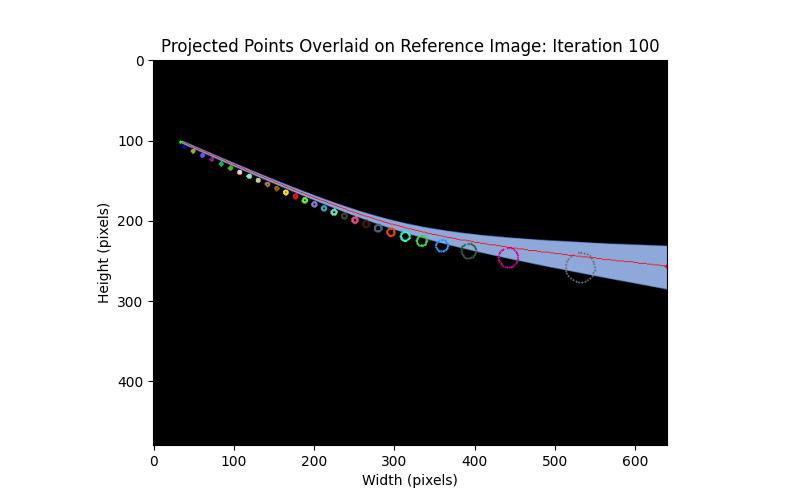 Projected Points Overlaid on Reference Image: Iteration 100
0
100
200
300
400
Height (pixels)
0 100 200 300 400 500 600
Width (pixels)